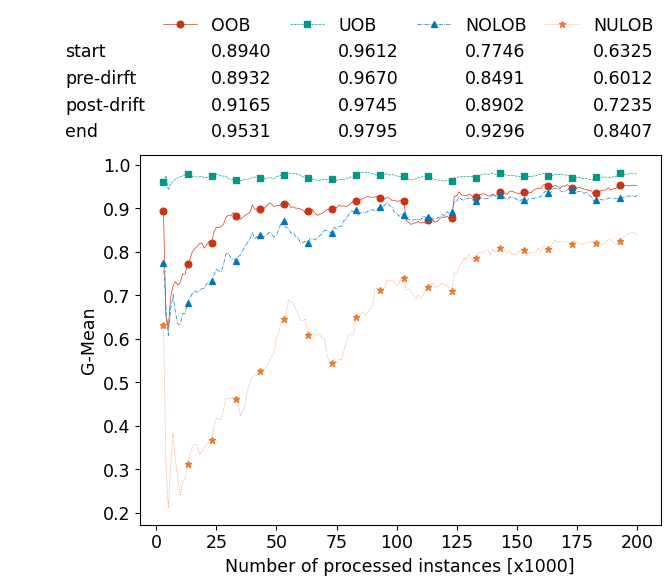 OOB UOB NOLOB NULOB
start 0.8940 0.9612 0.7746 0.6325
pre-dirft 0.8932 0.9670 0.8491 0.6012
post-drift 0.9165 0.9745 0.8902 0.7235
end 0.9531 0.9795 0.9296 0.8407
1.0
0.9
0.8
0.7
0.6
0.5
0.4
0.3
0.2
G-Mean
0 25 50 75 100 125 150 175 200
Number of processed instances [x1000]